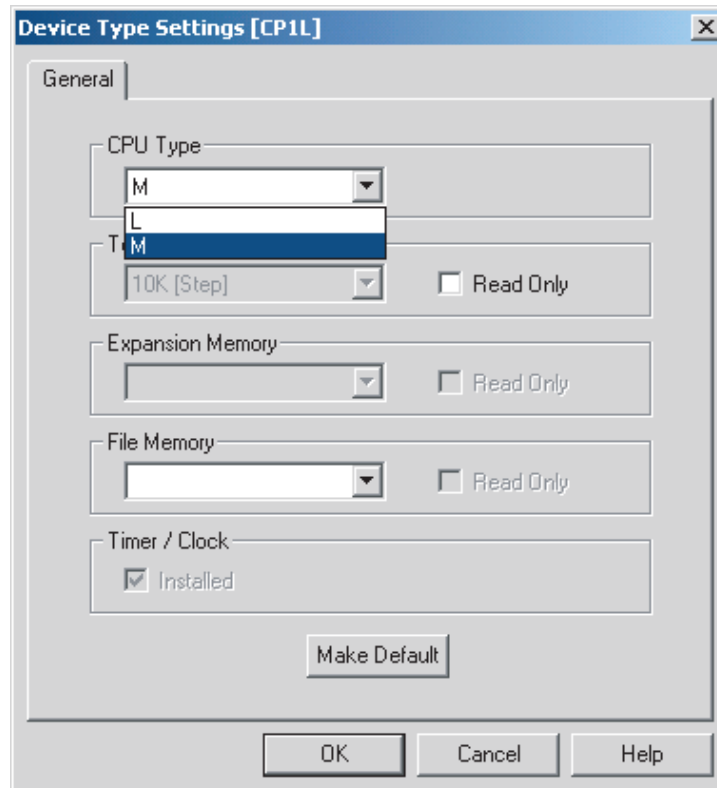 Device Type Settings [CP1L]
General
CPU Type
M
L
M
10K [Step]
Read Only
Expansion Memory
Read Only
File Memory
Read Only
Timer / Clock
Installed
Make Default
OK Cancel Help